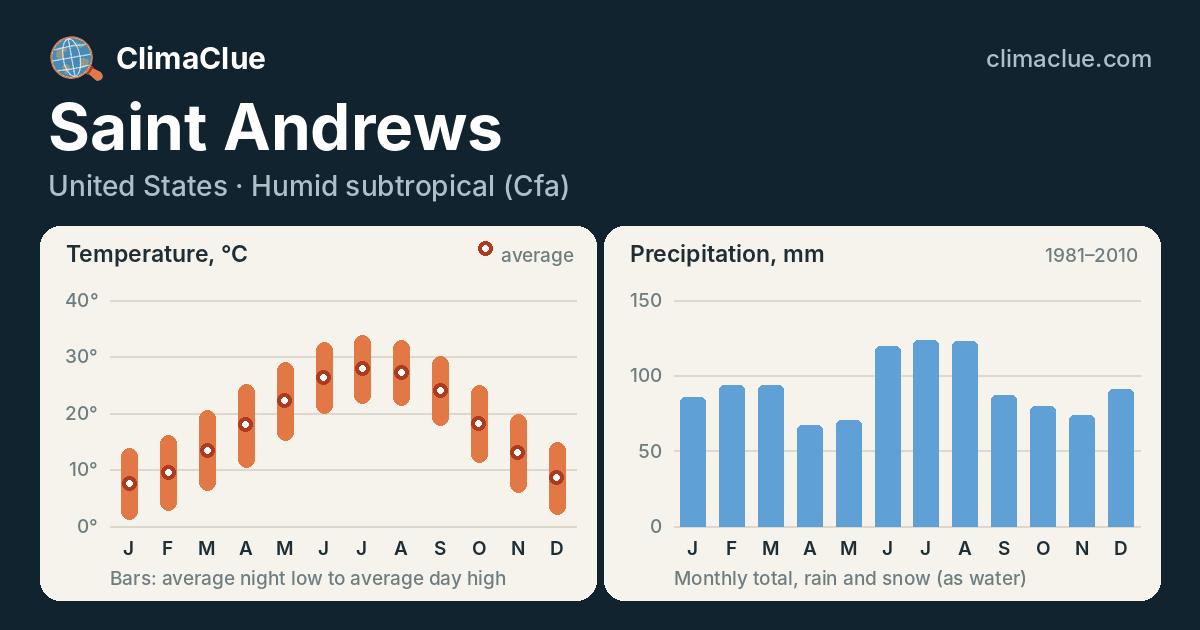 ClimaClue
climaclue.com
Saint Andrews
United States · Humid subtropical (Cfa)
Temperature, °C
average
40°
30°
20°
10°
0°
J F M A M J J A S O N D
Bars: average night low to average day high
Precipitation, mm
1981–2010
150
100
50
0
J F M A M J J A S O N D
Monthly total, rain and snow (as water)